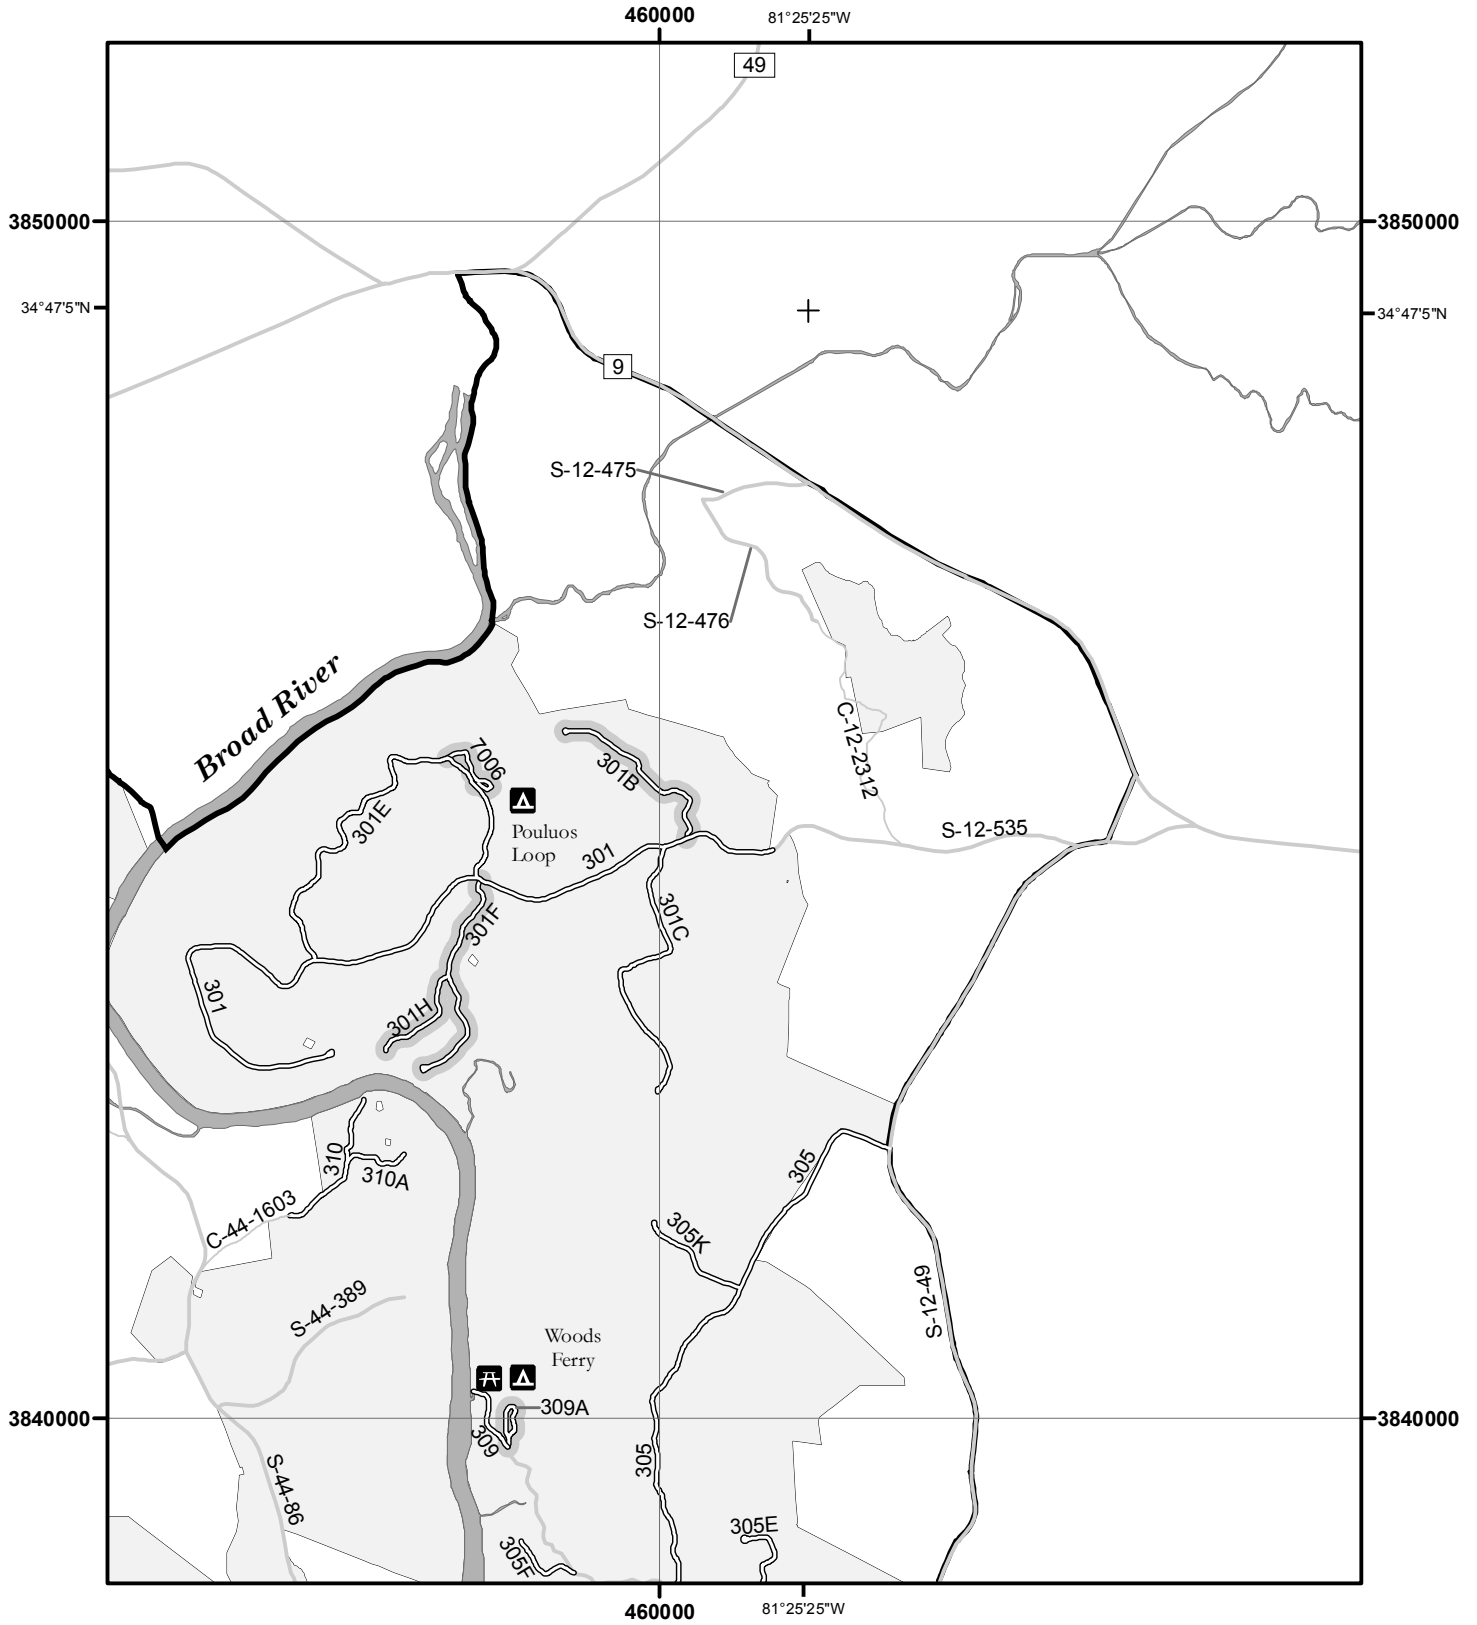 460000
81°25'25"W
49
3850000
3850000
34°47'5"N
34°47'5"N
9
S-12-475
S-12-476
Broad River
C-12-2312
7006
301B
301E
Pouluos
Loop
S-12-535
301
301C
301F
301
301H
310
310A
305
C-44-1603
305K
S-12-49
S-44-389
Woods
Ferry
309A
3840000
3840000
309
305
S-44-86
305E
305F
460000
81°25'25"W